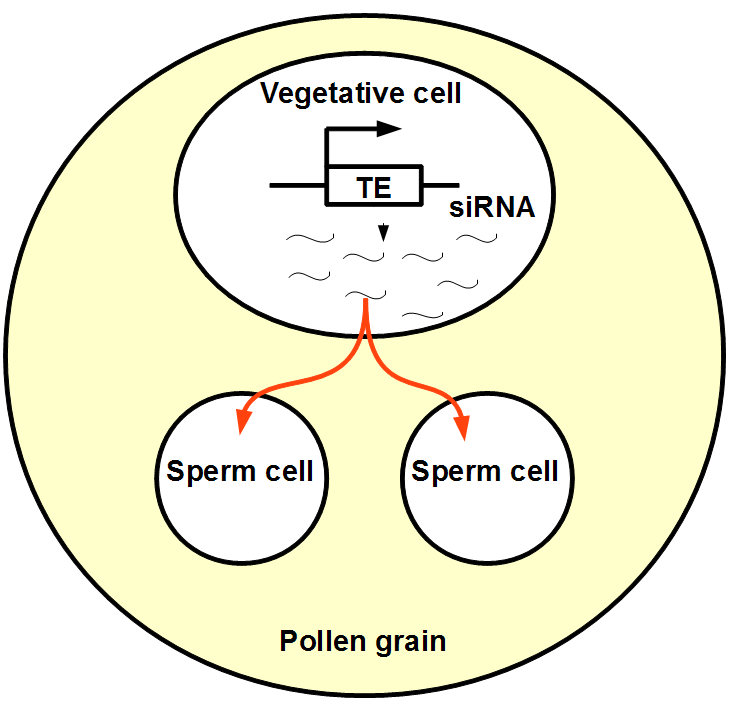 Vegetative cell
TE
siRNA
Sperm cell
Sperm cell
Pollen grain